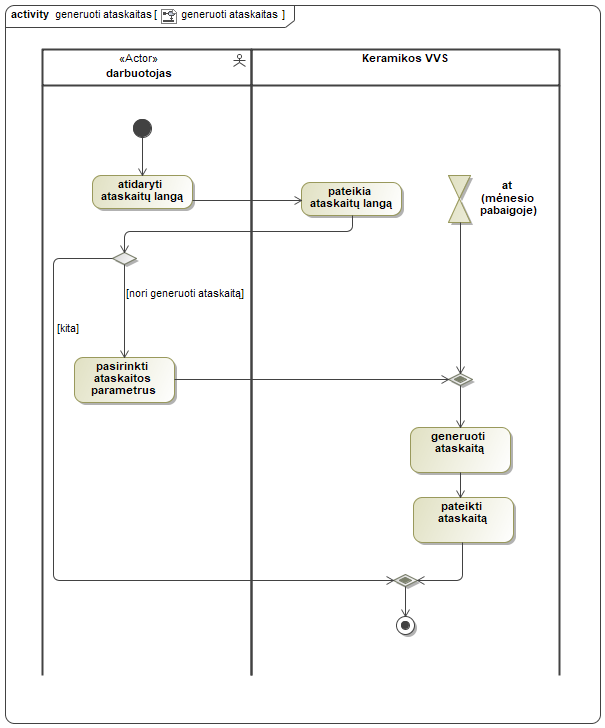 activity generuoti ataskaitas [ generuoti ataskaitas ]
«Actor»
darbuotojas
Keramikos VVS
atidaryti
ataskaitų langą
pateikia
ataskaitų langą
at
(mėnesio
pabaigoje)
[nori generuoti ataskaitą]
[kita]
pasirinkti
ataskaitos
parametrus
generuoti
ataskaitą
pateikti
ataskaitą